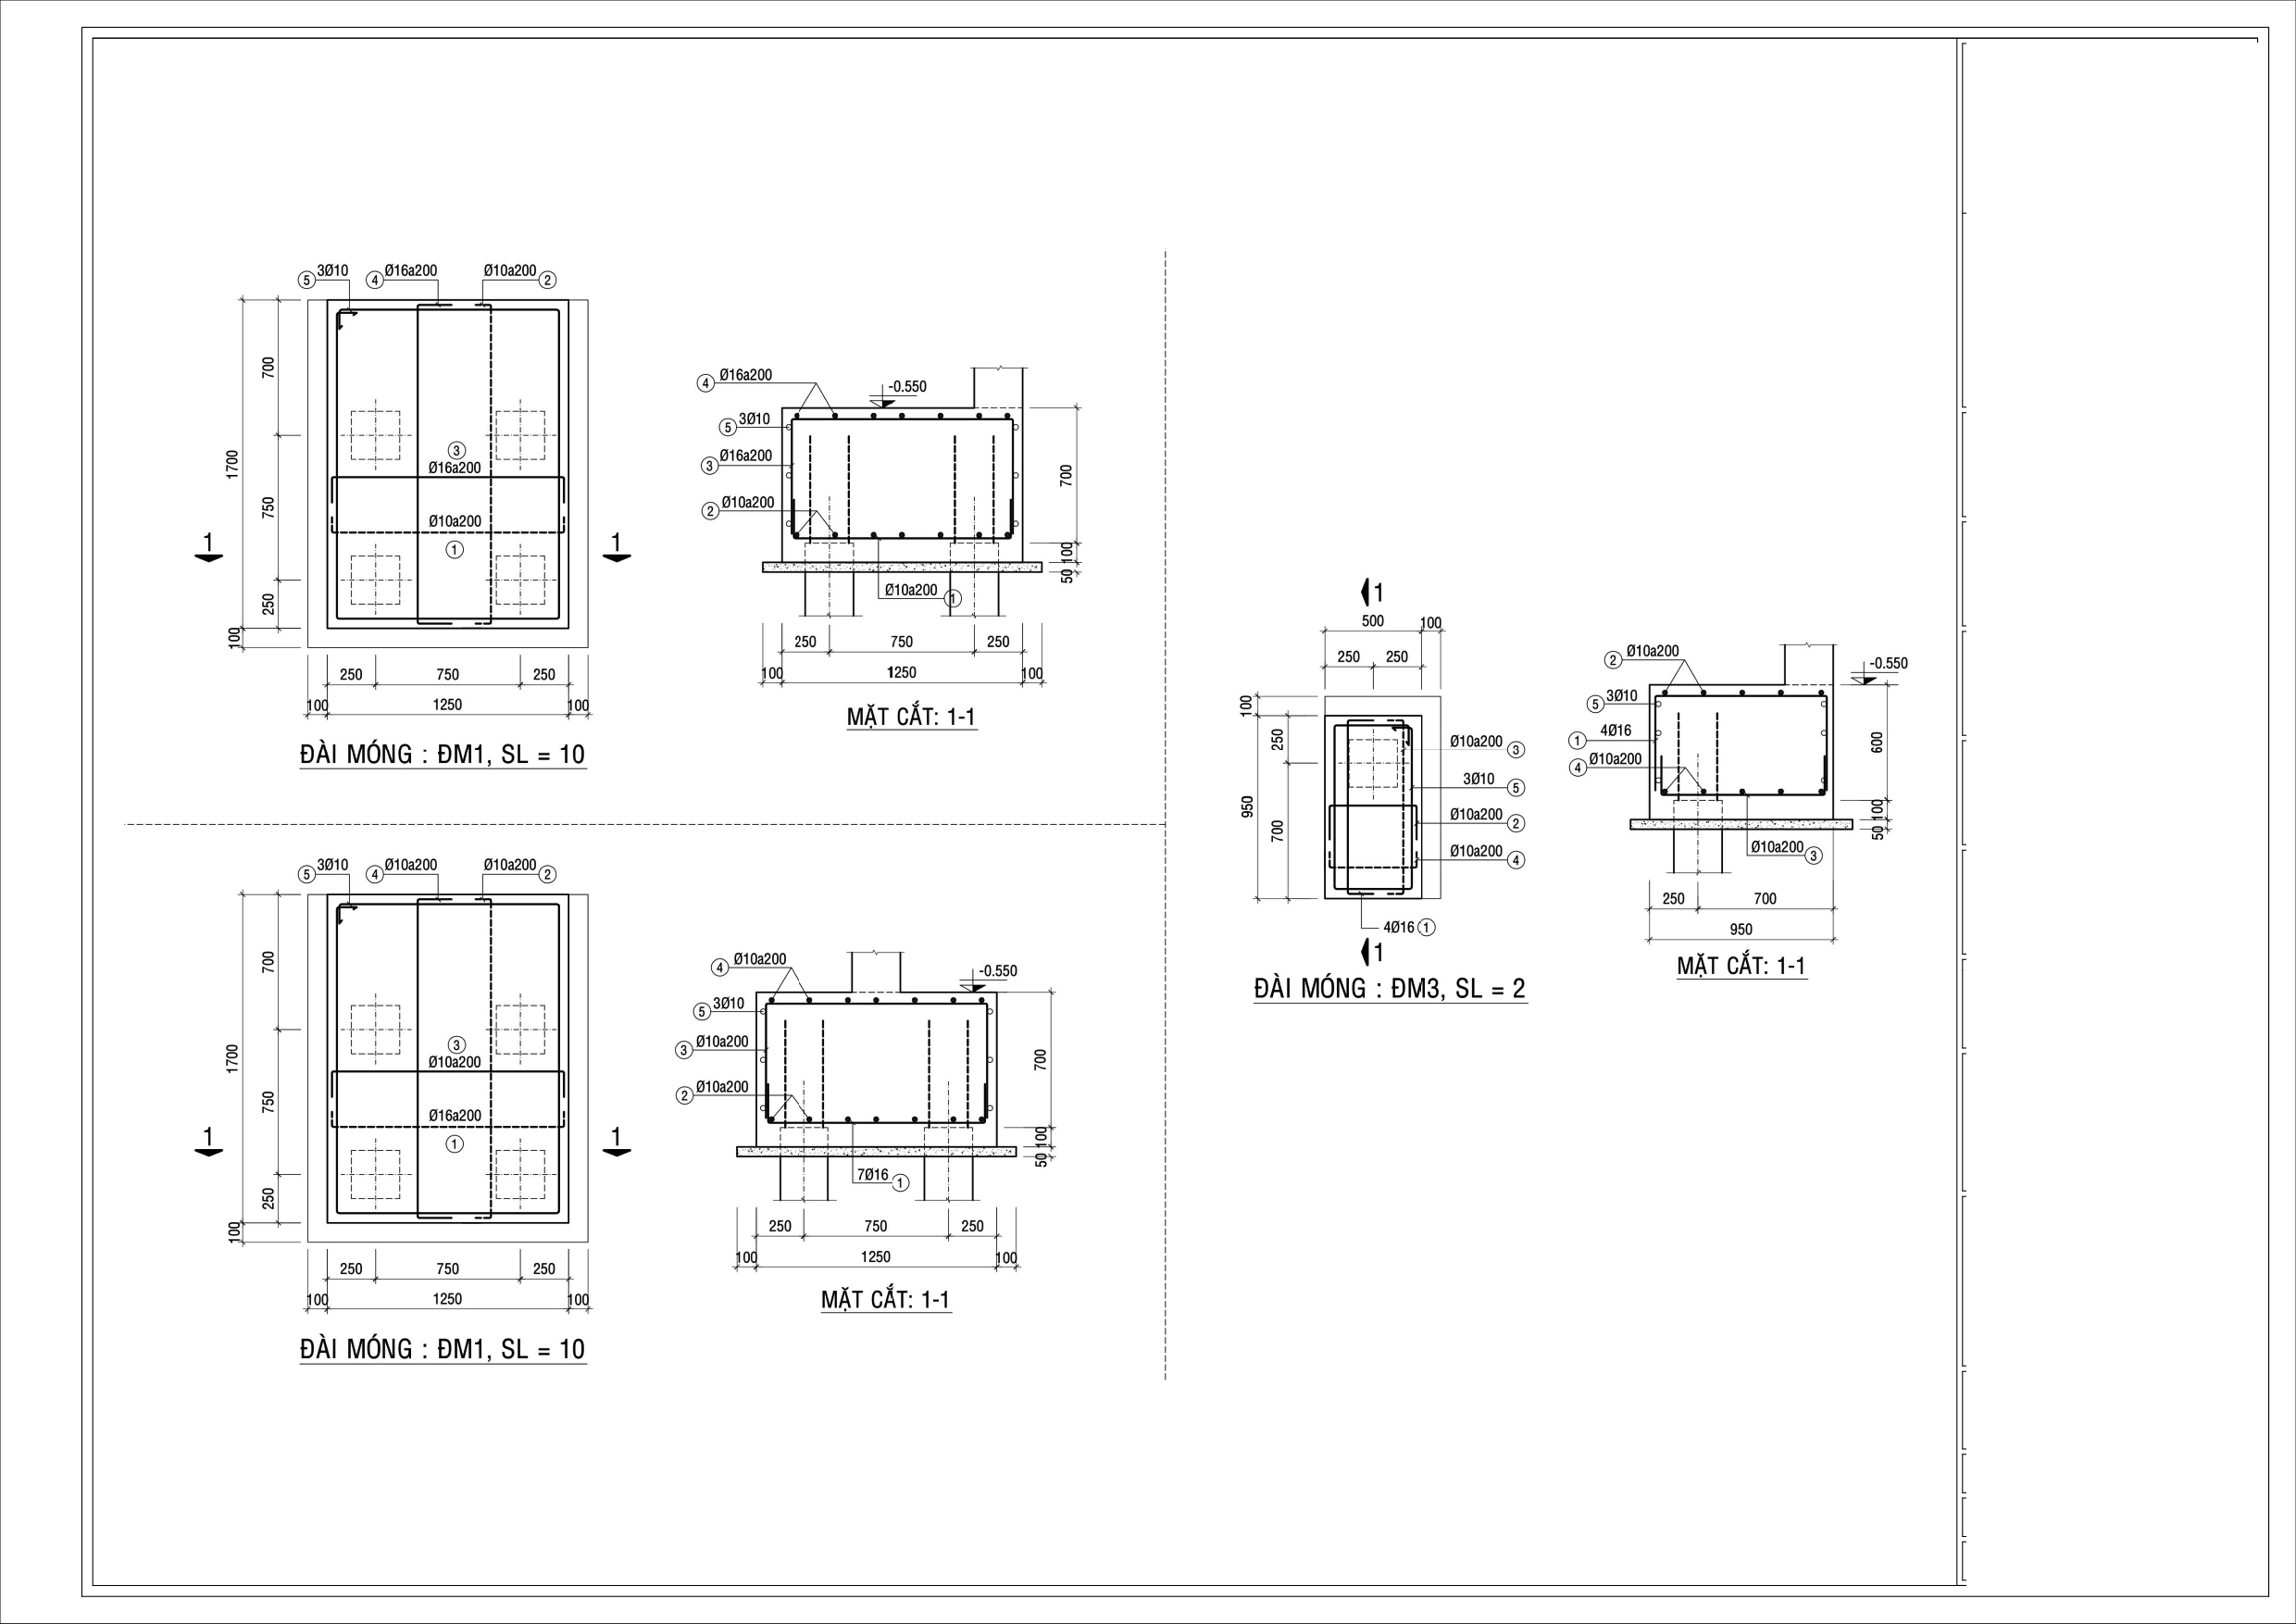 ⑤ 3Ø10 ④ Ø16a200 Ø10a200 ②
700
1700
③
Ø16a200
750
Ø10a200
①
1 1
250
100
250 750 250
100 1250 100
ĐÀI MÓNG : ĐM1, SL = 10
④ Ø16a200
-0.550
⑤ 3Ø10
③ Ø16a200
700
② Ø10a200
100
50
Ø10a200 ①
250 750 250
100 1250 100
MẶT CẮT: 1-1
⑤ 3Ø10 ④ Ø10a200 Ø10a200 ②
700
1700
③
Ø10a200
750
Ø16a200
①
1 1
250
100
250 750 250
100 1250 100
ĐÀI MÓNG : ĐM1, SL = 10
④ Ø10a200
-0.550
⑤ 3Ø10
③ Ø10a200
700
② Ø10a200
100
50
7Ø16 ①
250 750 250
100 1250 100
MẶT CẮT: 1-1
1
500 100
250 250
100
250
Ø10a200 ③
3Ø10 ⑤
950
700
Ø10a200 ②
Ø10a200 ④
4Ø16 ①
1
ĐÀI MÓNG : ĐM3, SL = 2
② Ø10a200
-0.550
⑤ 3Ø10
① 4Ø16
600
④ Ø10a200
100
50
Ø10a200 ③
250 700
950
MẶT CẮT: 1-1